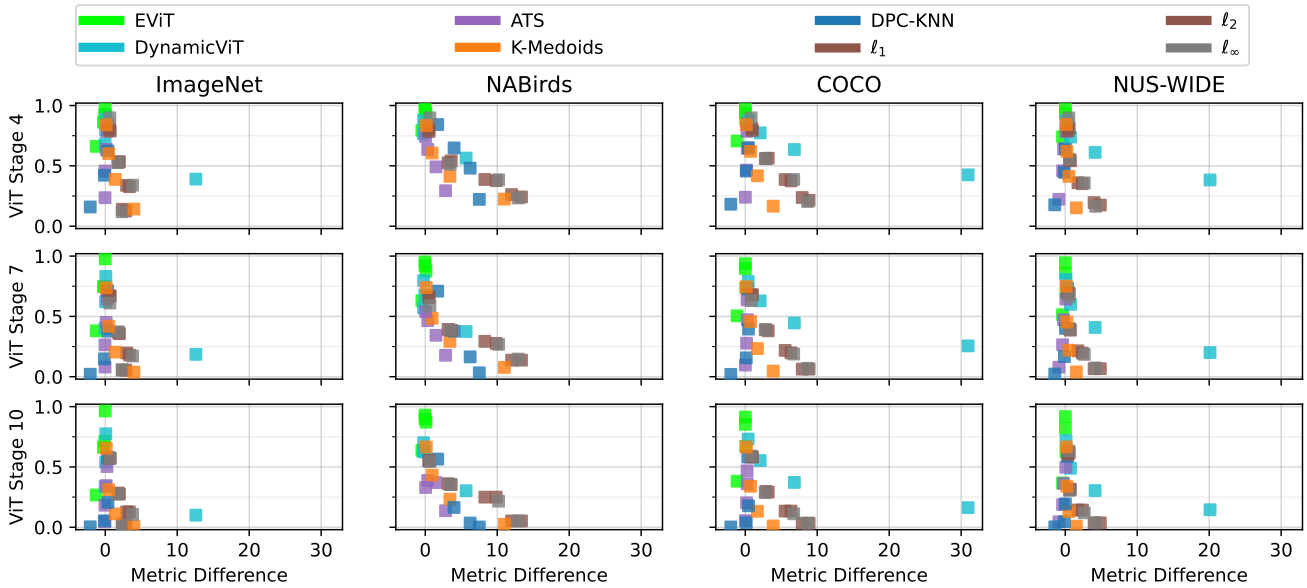 EViT ATS DPC-KNN ℓ₂
DynamicViT K-Medoids ℓ₁ ℓ∞
ImageNet NABirds COCO NUS-WIDE
ViT Stage 4
1.0
0.5
0.0
ViT Stage 7
1.0
0.5
0.0
ViT Stage 10
1.0
0.5
0.0
0 10 20 30 0 10 20 30 0 10 20 30 0 10 20 30
Metric Difference Metric Difference Metric Difference Metric Difference